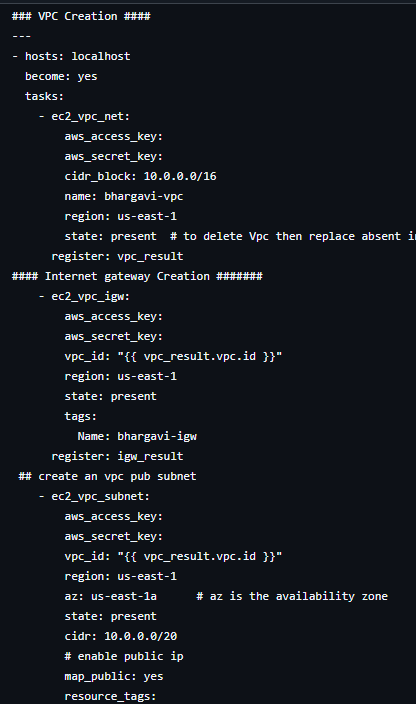 ### VPC Creation ####
---
- hosts: localhost
  become: yes
  tasks:
    - ec2_vpc_net:
        aws_access_key:
        aws_secret_key:
        cidr_block: 10.0.0.0/16
        name: bhargavi-vpc
        region: us-east-1
        state: present  # to delete Vpc then replace absent
      register: vpc_result
#### Internet gateway Creation #######
    - ec2_vpc_igw:
        aws_access_key:
        aws_secret_key:
        vpc_id: "{{ vpc_result.vpc.id }}"
        region: us-east-1
        state: present
        tags:
          Name: bhargavi-igw
      register: igw_result
 ## create an vpc pub subnet
    - ec2_vpc_subnet:
        aws_access_key:
        aws_secret_key:
        vpc_id: "{{ vpc_result.vpc.id }}"
        region: us-east-1
        az: us-east-1a      # az is the availability zone
        state: present
        cidr: 10.0.0.0/20
        # enable public ip
        map_public: yes
        resource_tags: